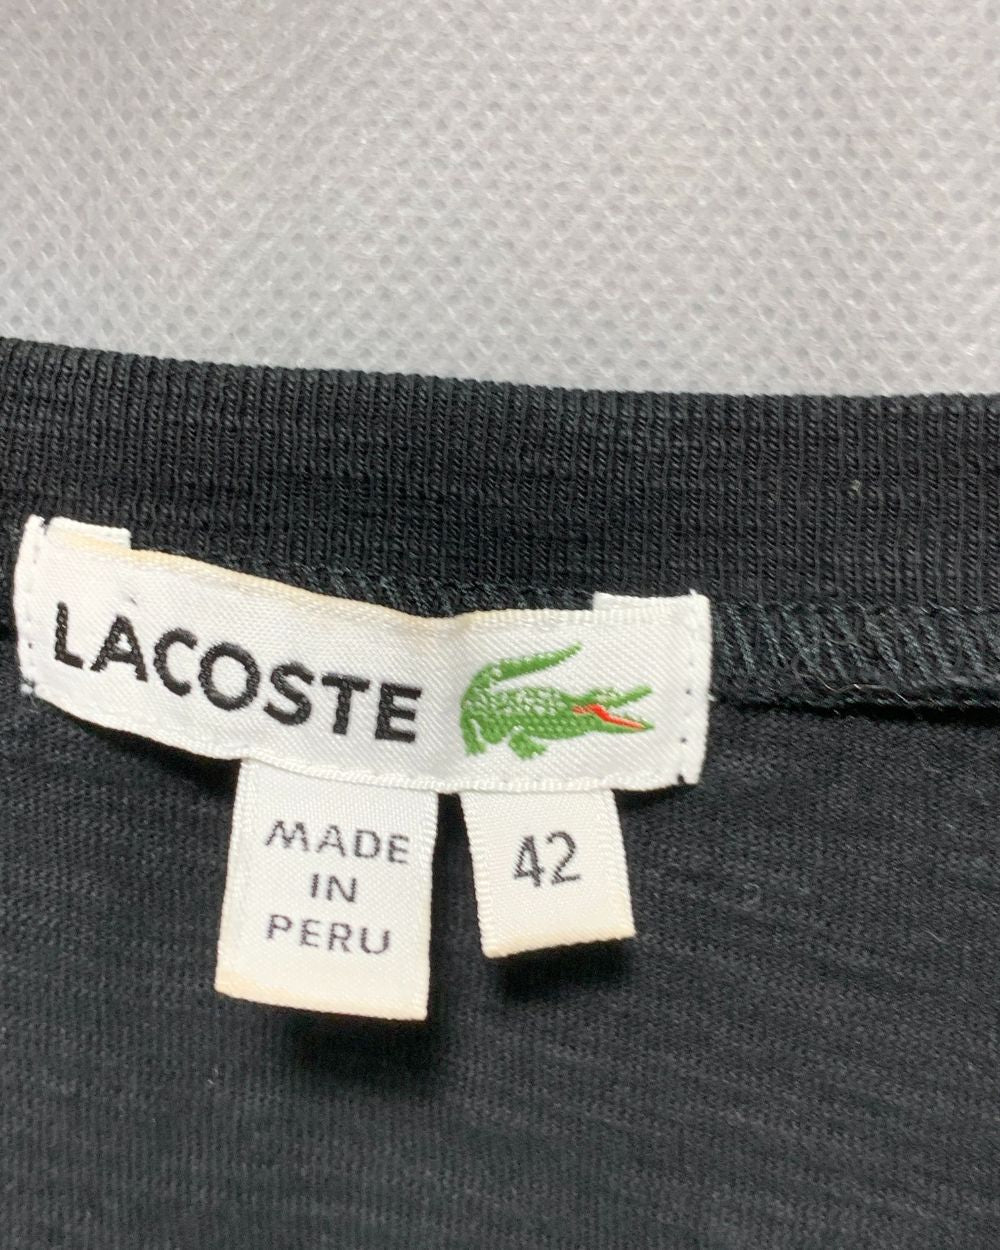 LACOSTE
MADE
IN
PERU
42